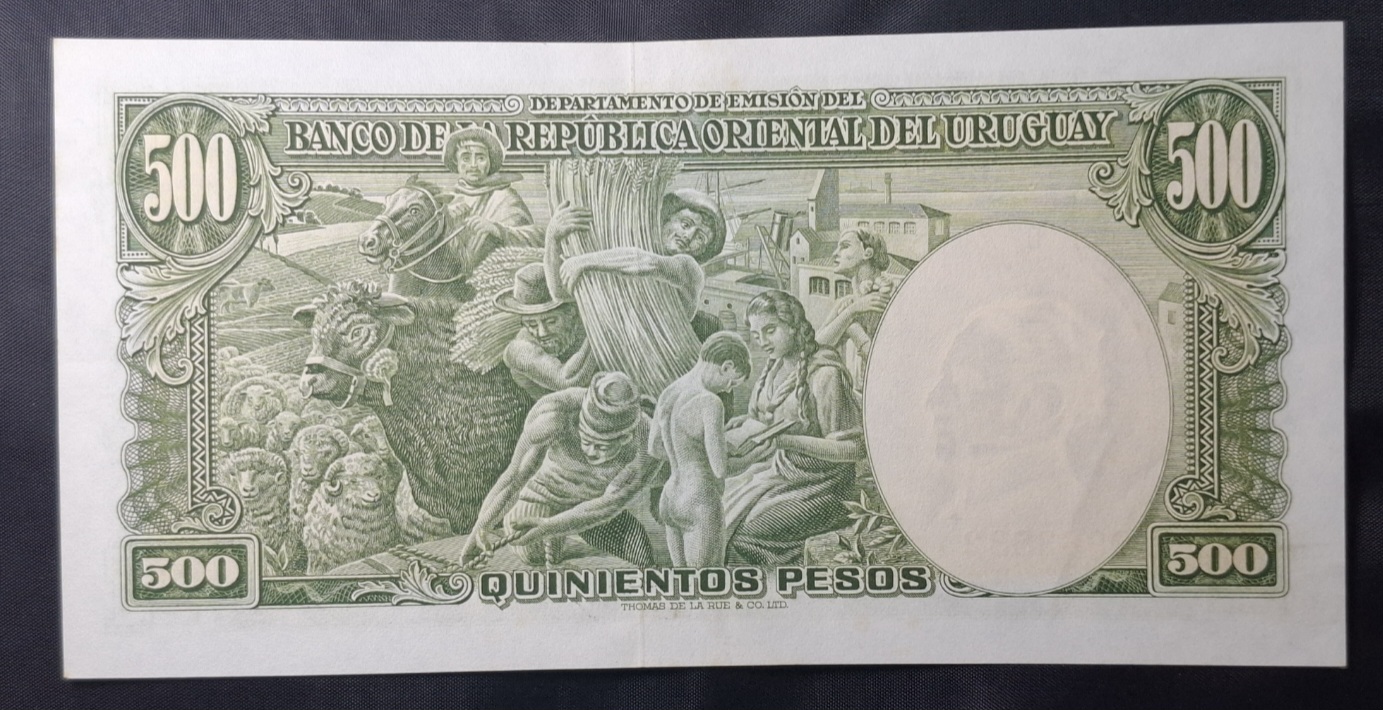 DEPARTAMENTO DE EMISIÓN DEL
BANCO DE LA REPÚBLICA ORIENTAL DEL URUGUAY
500
500
500
QUINIENTOS PESOS
500
THOMAS DE LA RUE & CO. LTD.